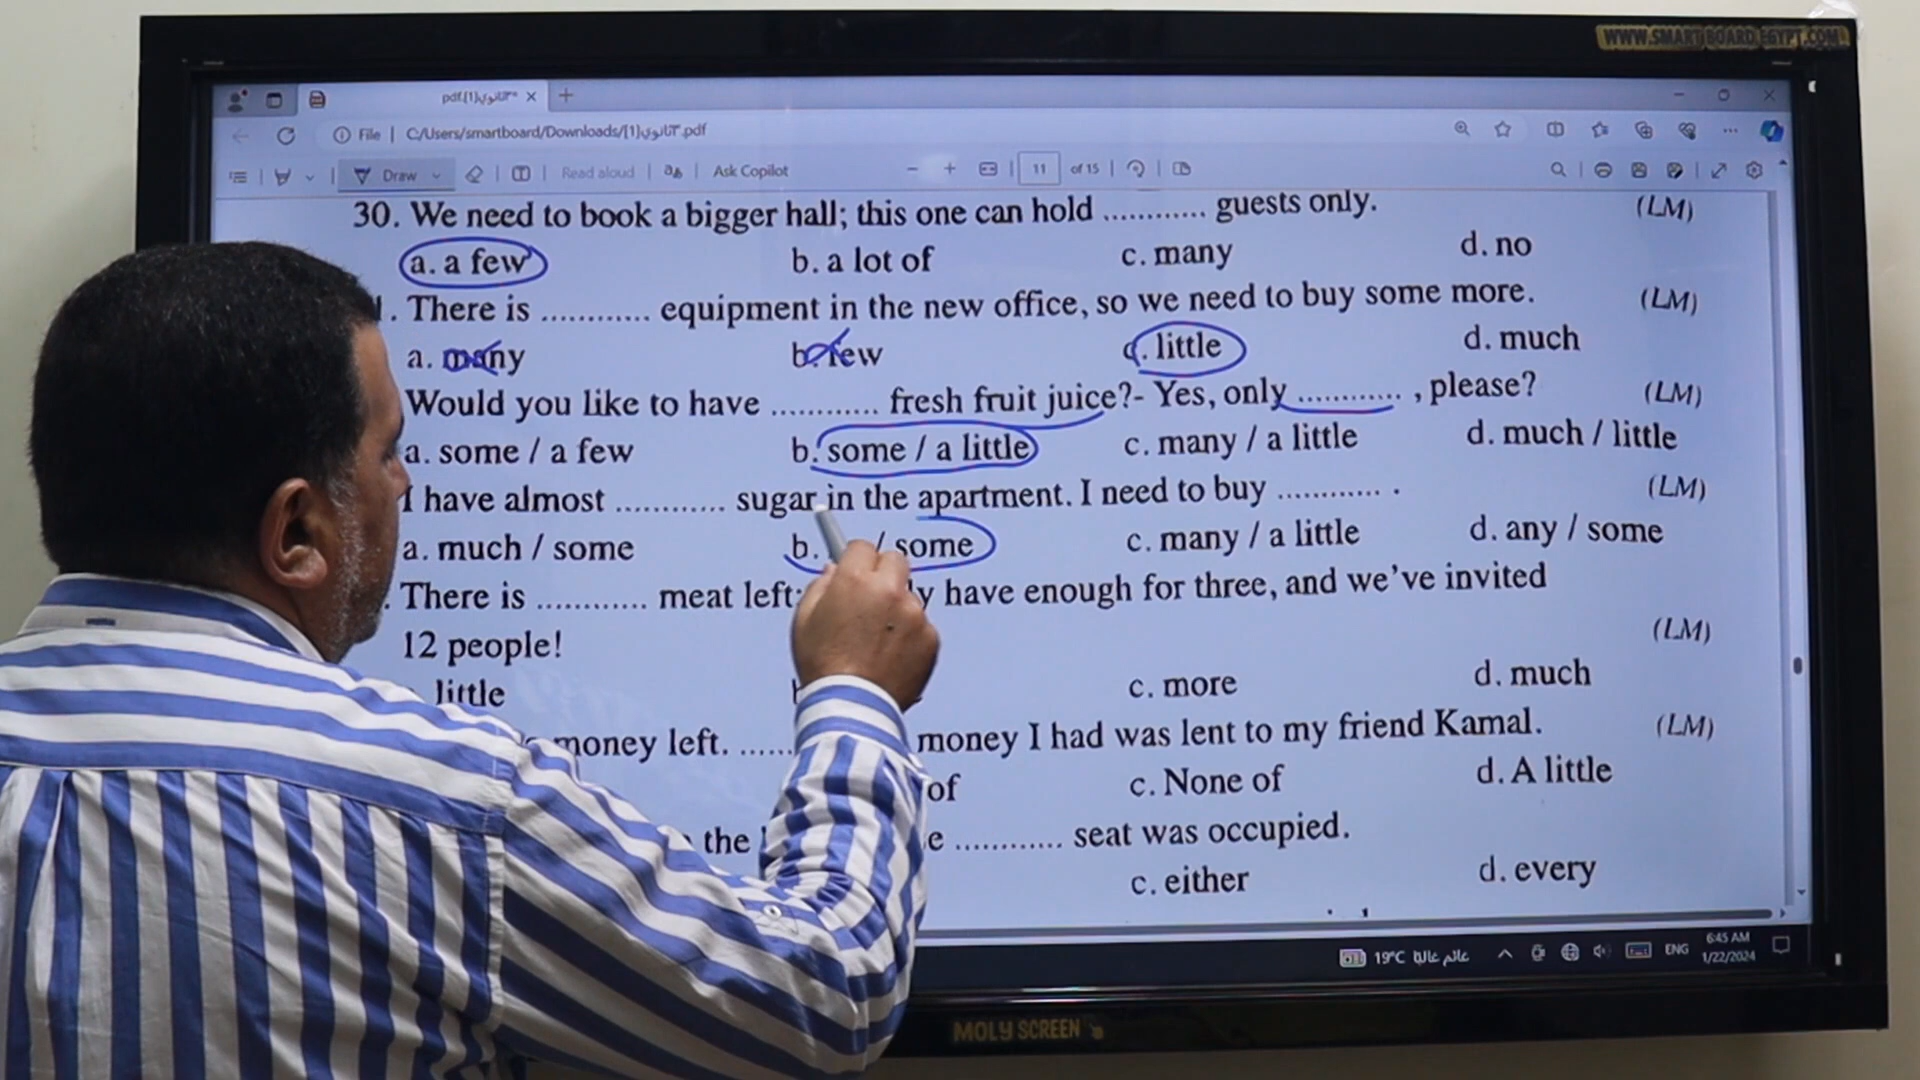 WWW.SMARTBOARD.EGYPT.COM
File | C:/Users/smartboard/Downloads/
Draw Read aloud Ask Copilot 11 of 15
30. We need to book a bigger hall; this one can hold ............ guests only. (LM)
a. a few b. a lot of c. many d. no
. There is ............ equipment in the new office, so we need to buy some more. (LM)
a. many b. few c. little d. much
Would you like to have ............ fresh fruit juice?- Yes, only ............ , please? (LM)
a. some / a few b. some / a little c. many / a little d. much / little
I have almost ............ sugar in the apartment. I need to buy ............ . (LM)
a. much / some b. / some c. many / a little d. any / some
. There is ............ meat left; y have enough for three, and we've invited
12 people! (LM)
little c. more d. much
money left. ...... money I had was lent to my friend Kamal. (LM)
of c. None of d. A little
the e ............ seat was occupied.
c. either d. every
19°C ENG 6:45 AM
1/22/2024
MOLY SCREEN